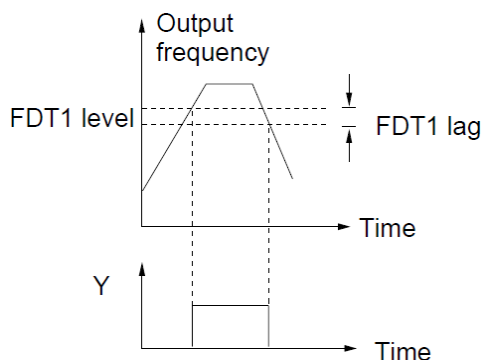 Output
frequency
FDT1 level
FDT1 lag
Time
Y
Time